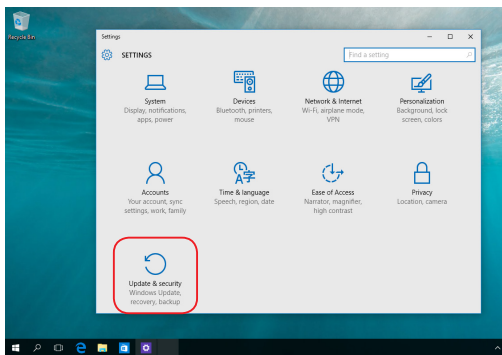 Recycle Bin
Settings
SETTINGS
Find a setting
System
Display, notifications,
apps, power
Devices
Bluetooth, printers,
mouse
Network & Internet
Wi-Fi, airplane mode,
VPN
Personalization
Background, lock
screen, colors
Accounts
Your account, sync
settings, work, family
Time & language
Speech, region, date
Ease of Access
Narrator, magnifier,
high contrast
Privacy
Location, camera
Update & security
Windows Update,
recovery, backup